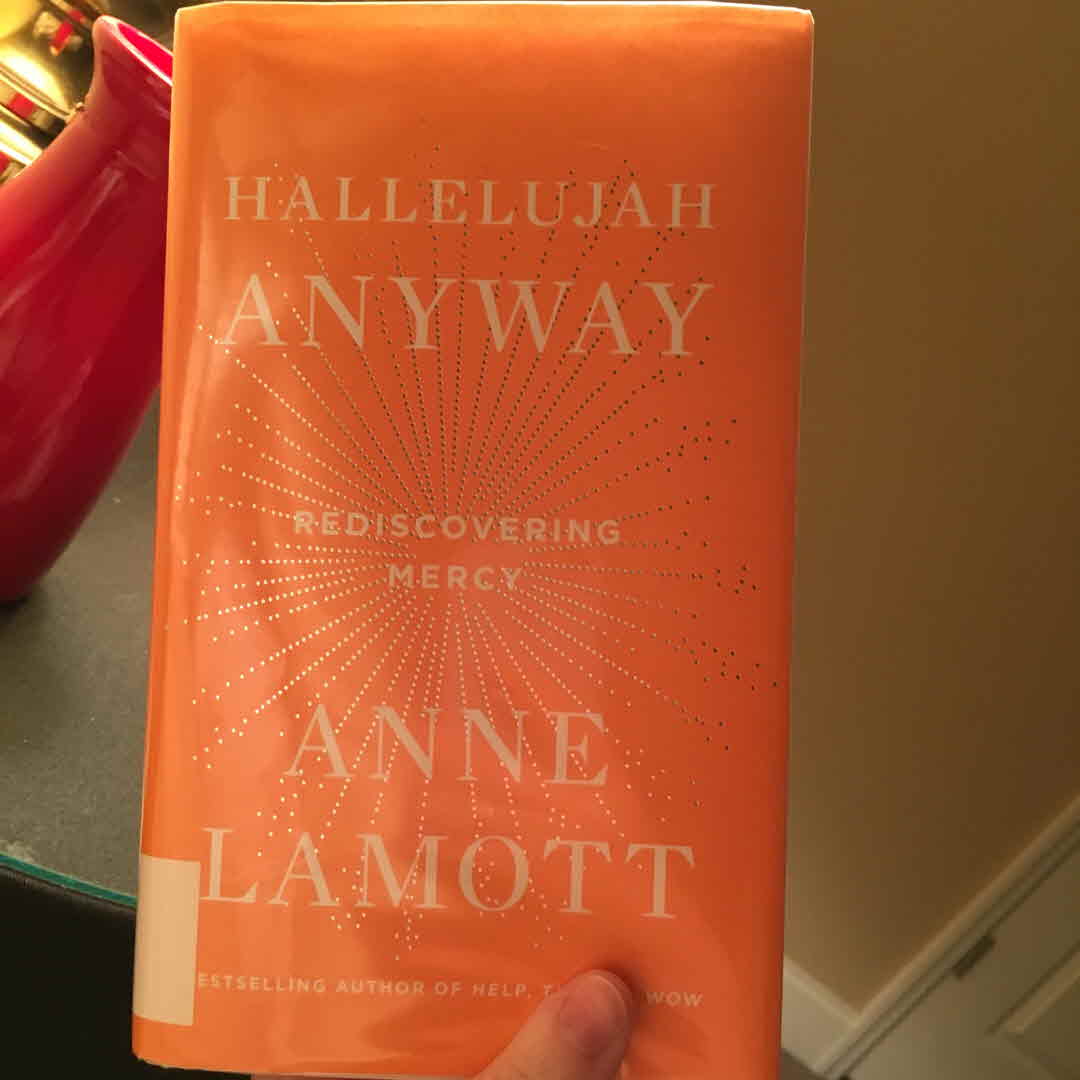 HALLELUJAH
ANYWAY
REDISCOVERING
MERCY
ANNE
LAMOTT
ESTSELLING AUTHOR OF HELP, WOW